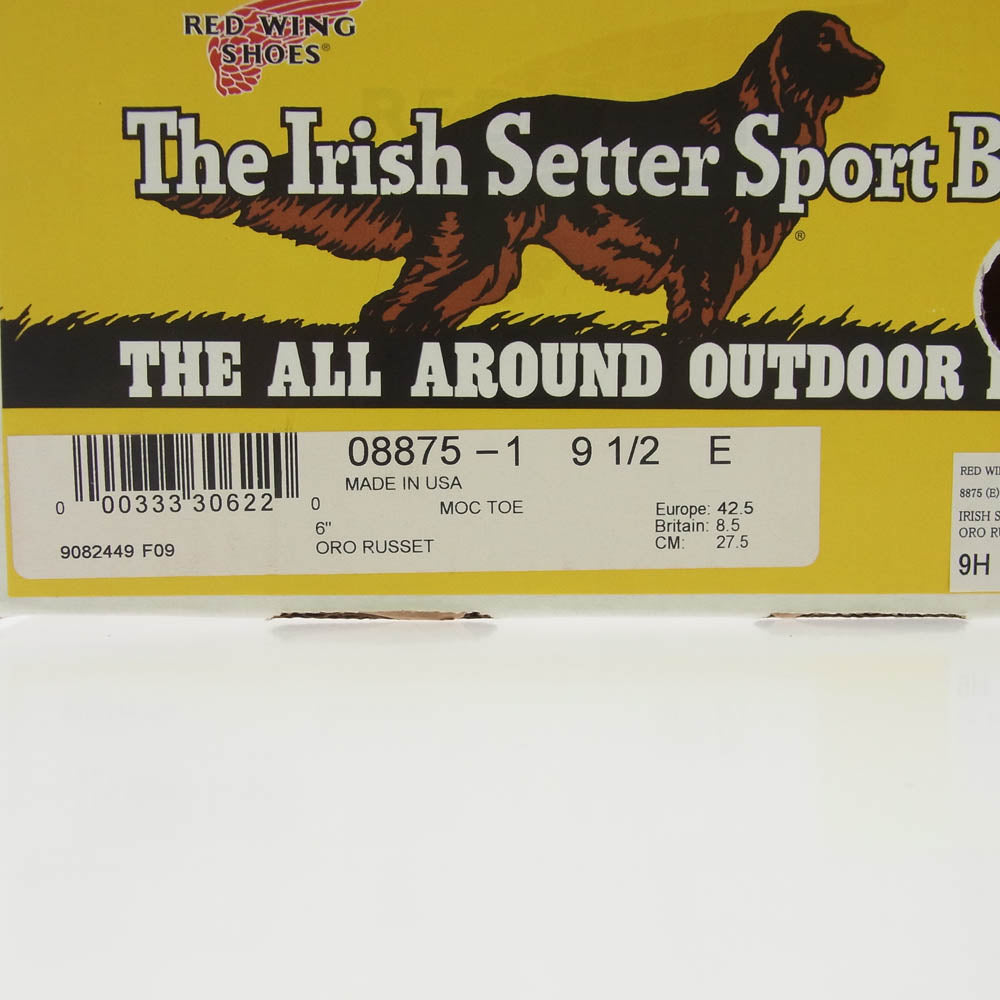 RED WING
SHOES®
The Irish Setter Sport B
®
THE ALL AROUND OUTDOOR
08875-1 9 1/2 E
MADE IN USA
MOC TOE
0 00333 30622 0
6"
ORO RUSSET
9082449 F09
Europe: 42.5
Britain: 8.5
CM: 27.5
RED WI
8875 (E)
IRISH S
ORO R
9H